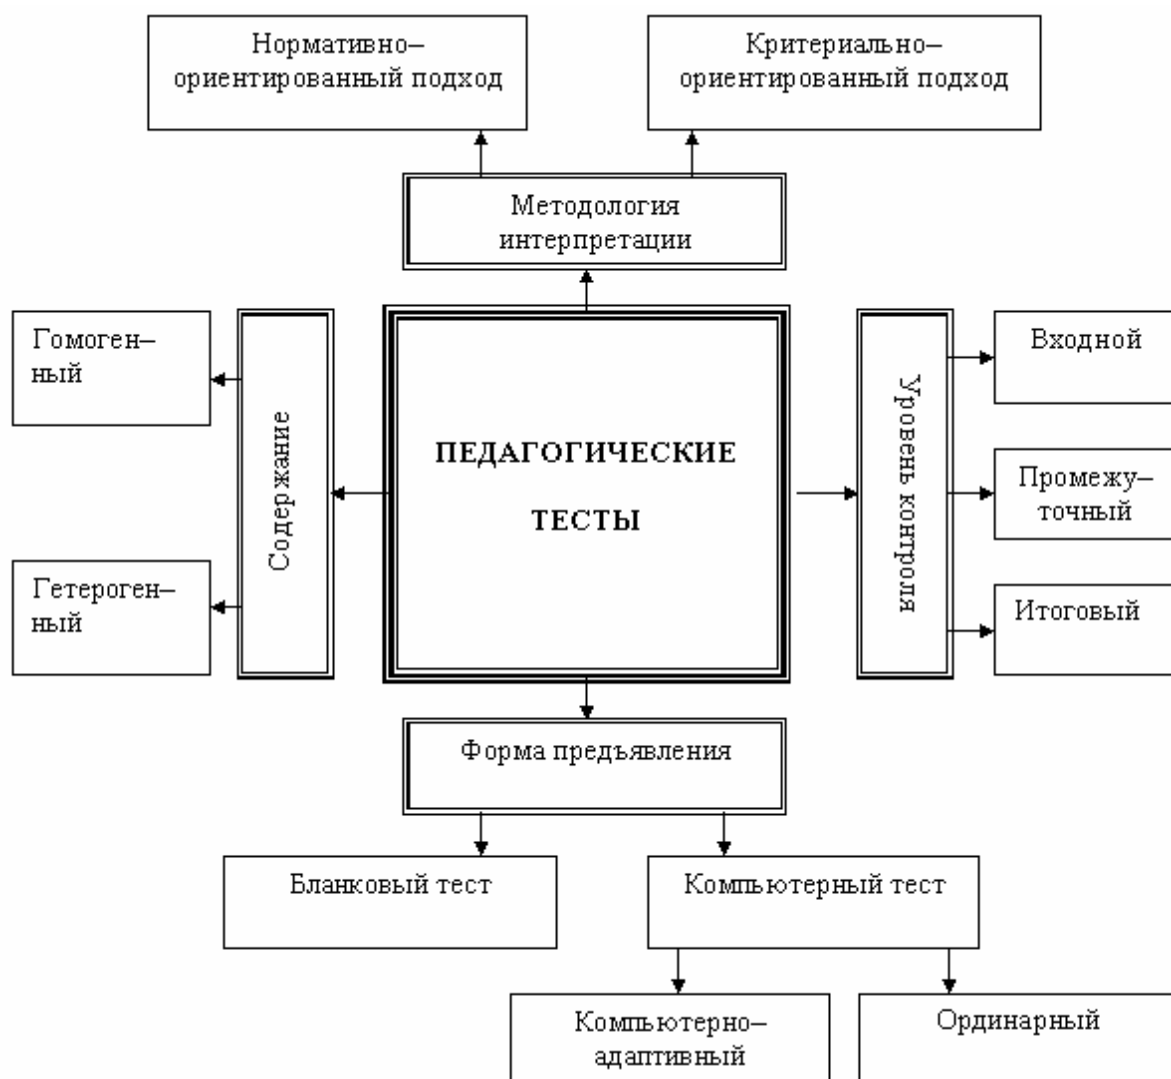 Нормативно–
ориентированный подход
Критериально–
ориентированный подход
Методология
интерпретации
Гомоген–
ный
Гетероген–
ный
Содержание
ПЕДАГОГИЧЕСКИЕ
ТЕСТЫ
Уровень контроля
Входной
Промежу–
точный
Итоговый
Форма предъявления
Бланковый тест
Компьютерный тест
Компьютерно–
адаптивный
Ординарный